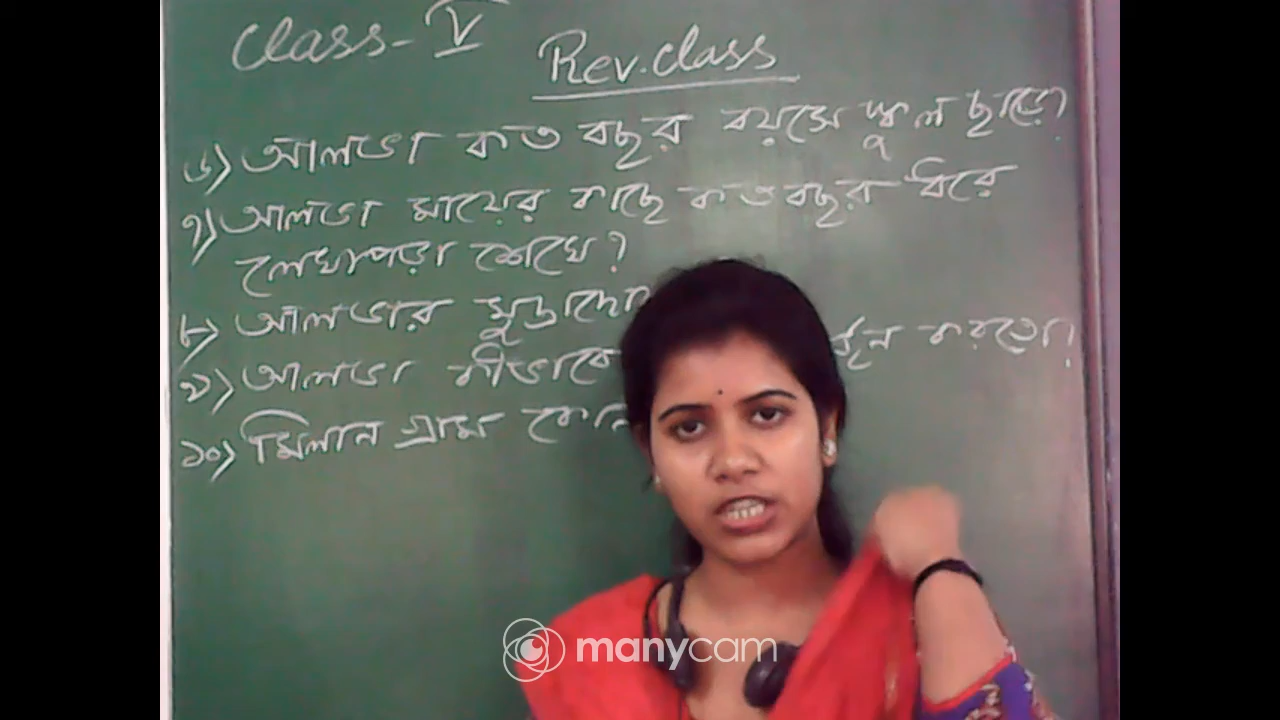 Class - V
Rev. class
৬) আলভা কত বছর বয়সে স্কুল ছাড়ে?
৭) আলভা মায়ের কাছে কত বছর ধরে
লেখাপড়া শেখে?
৮) আলভার
৯) আলভা কীভাবে করতো?
১০) মিলান গ্রাম
manycam